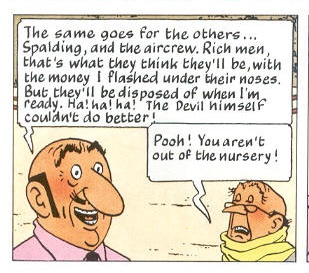 The same goes for the others...
Spalding, and the aircrew. Rich men,
that's what they think they'll be, with
the money I flashed under their noses.
But they'll be disposed of when I'm
ready. Ha! ha! ha! The Devil himself
couldn't do better!
Pooh! You aren't
out of the nursery!